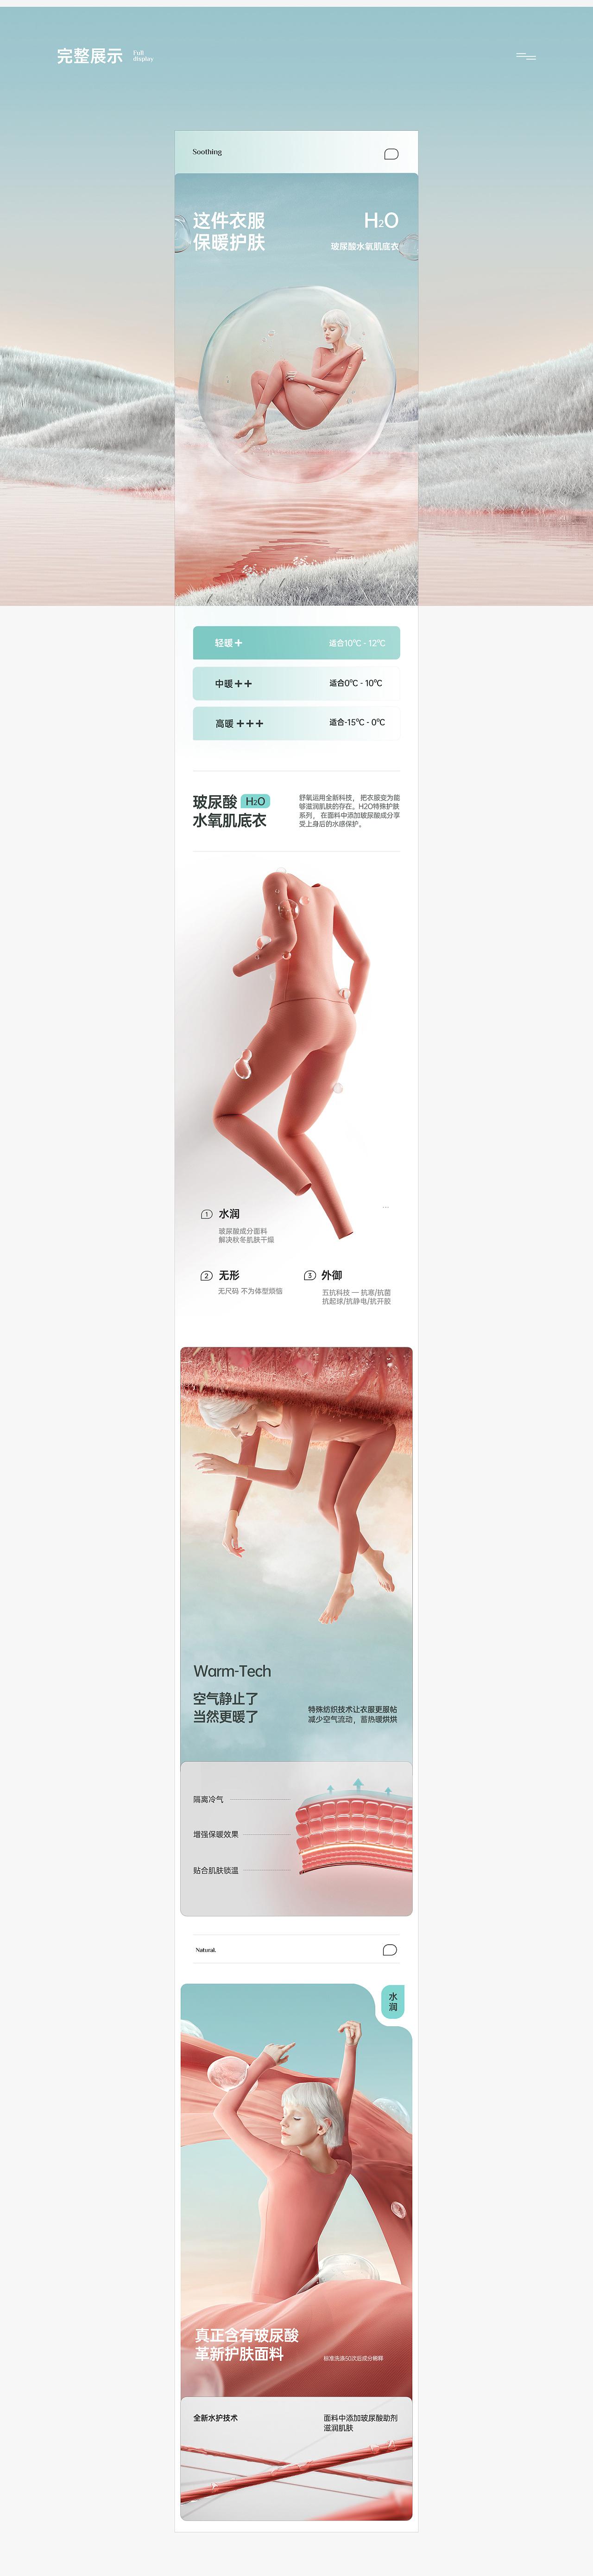 完整展示
Full
display
Soothing
这件衣服
保暖护肤
H₂O
玻尿酸水氧肌底衣
轻暖+
适合10℃ - 12℃
中暖++
适合0℃ - 10℃
高暖+++
适合-15℃ - 0℃
玻尿酸 H₂O
水氧肌底衣
舒氧运用全新科技， 把衣服变为能
够滋润肌肤的存在。H2O特殊护肤
系列， 在面料中添加玻尿酸成分享
受上身后的水感保护。
1 水润
玻尿酸成分面料
解决秋冬肌肤干燥
2 无形
无尺码 不为体型烦恼
3 外御
五抗科技 — 抗寒/抗菌
抗起球/抗静电/抗开胶
Warm-Tech
空气静止了
当然更暖了
特殊纺织技术让衣服更服帖
减少空气流动，蓄热暖烘烘
隔离冷气
增强保暖效果
贴合肌肤锁温
Natural.
水
润
真正含有玻尿酸
革新护肤面料
标准洗涤50次后成分稀释
全新水护技术
面料中添加玻尿酸助剂
滋润肌肤